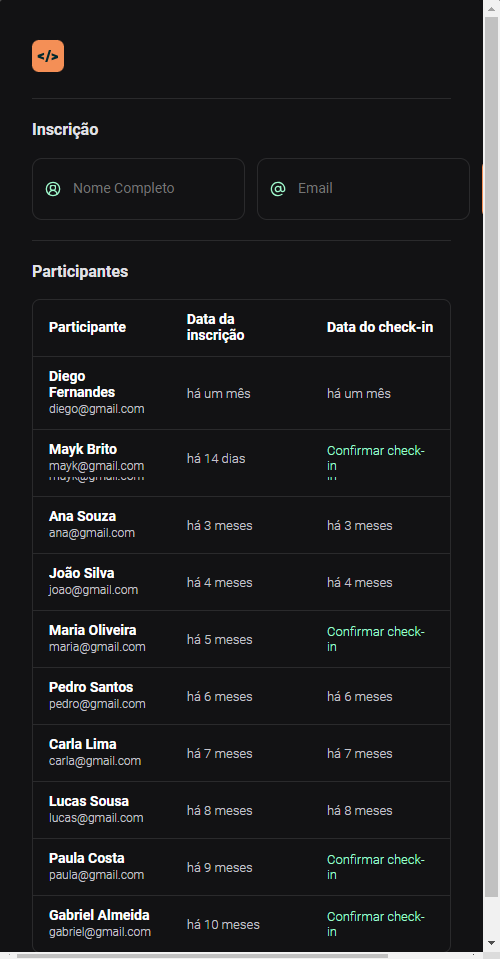 </>
Inscrição
Nome Completo
Email
Participantes
Participante
Data da
inscrição
Data do check-in
Diego
Fernandes
diego@gmail.com
há um mês
há um mês
Mayk Brito
mayk@gmail.com
mayk@gmail.com
há 14 dias
Confirmar check-
in
in
Ana Souza
ana@gmail.com
há 3 meses
há 3 meses
João Silva
joao@gmail.com
há 4 meses
há 4 meses
Maria Oliveira
maria@gmail.com
há 5 meses
Confirmar check-
in
Pedro Santos
pedro@gmail.com
há 6 meses
há 6 meses
Carla Lima
carla@gmail.com
há 7 meses
há 7 meses
Lucas Sousa
lucas@gmail.com
há 8 meses
há 8 meses
Paula Costa
paula@gmail.com
há 9 meses
Confirmar check-
in
Gabriel Almeida
gabriel@gmail.com
há 10 meses
Confirmar check-
in